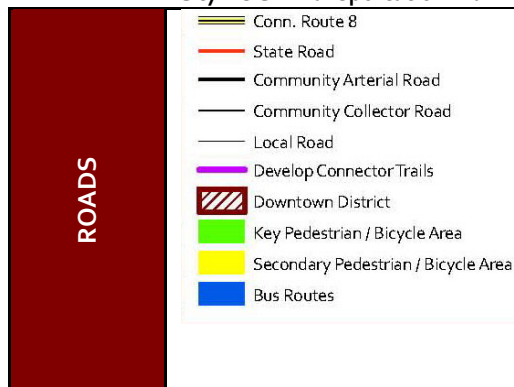 Conn. Route 8
State Road
Community Arterial Road
Community Collector Road
Local Road
Develop Connector Trails
Downtown District
Key Pedestrian / Bicycle Area
Secondary Pedestrian / Bicycle Area
Bus Routes
ROADS